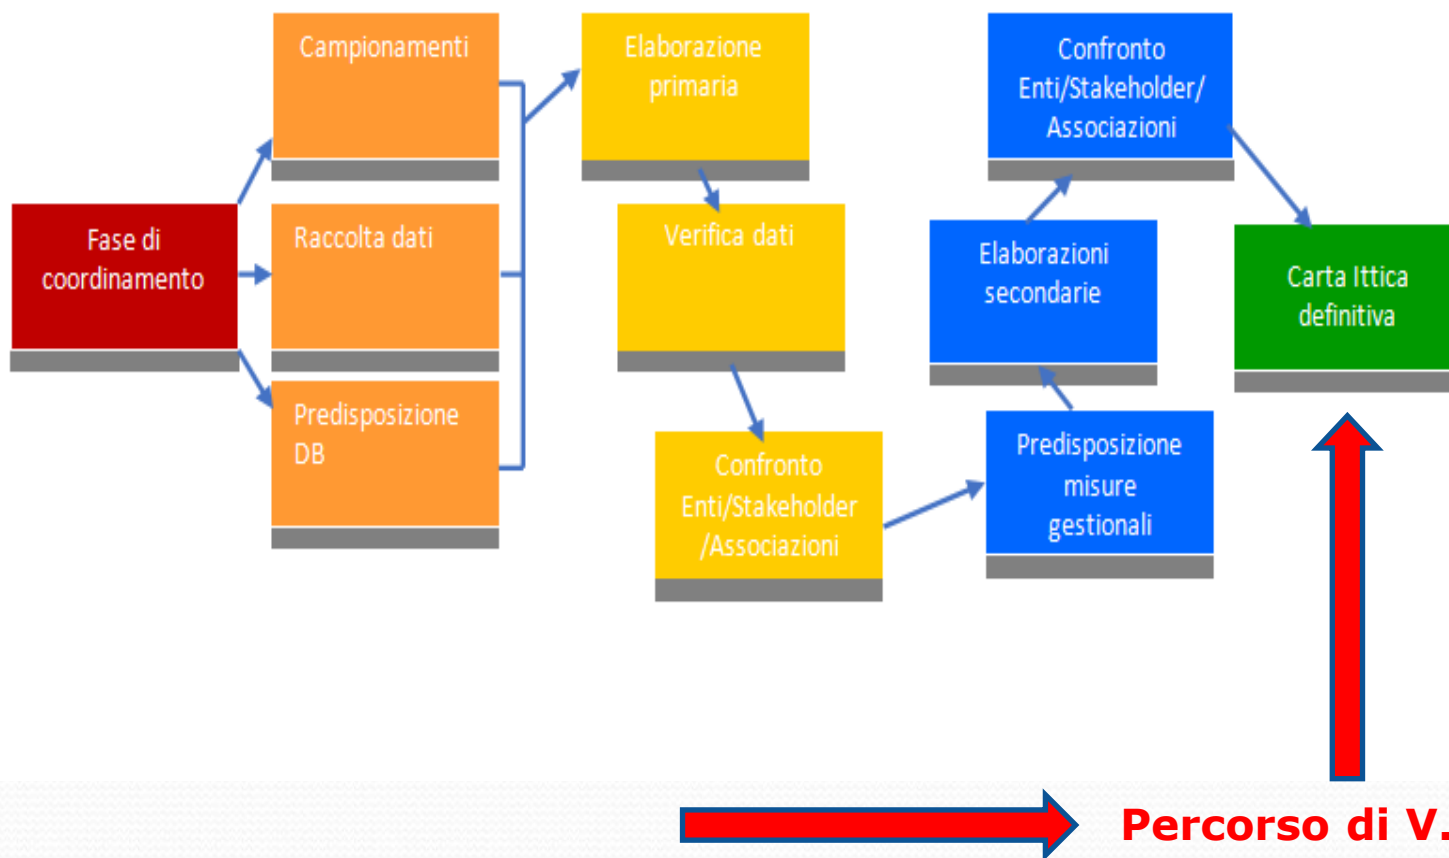 Fase di
coordinamento
Campionamenti
Raccolta dati
Predisposizione
DB
Elaborazione
primaria
Verifica dati
Confronto
Enti/Stakeholder
/Associazioni
Predisposizione
misure
gestionali
Elaborazioni
secondarie
Confronto
Enti/Stakeholder/
Associazioni
Carta Ittica
definitiva
Percorso di V.